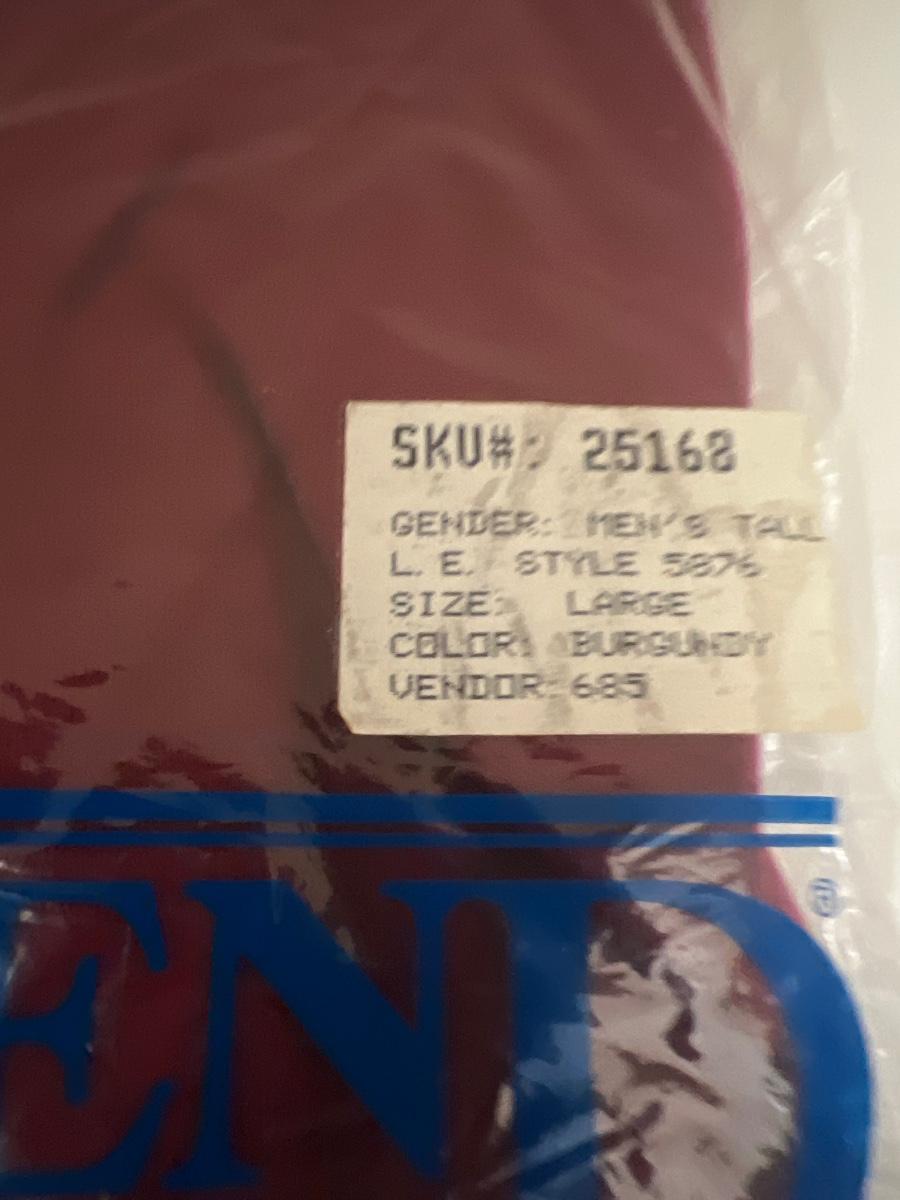 SKU#: 25168
GENDER: MEN'S TALL
L.E. STYLE 5876
SIZE: LARGE
COLOR: BURGUNDY
VENDOR: 685
END®